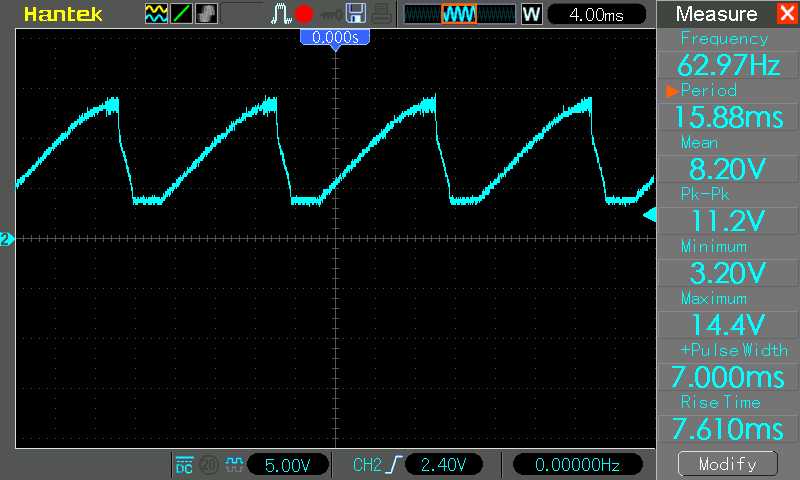 Hantek
W
4.00ms
Measure
0.000s
Frequency
62.97Hz
Period
15.88ms
Mean
8.20V
Pk-Pk
11.2V
Minimum
3.20V
Maximum
14.4V
+Pulse Width
7.000ms
Rise Time
7.610ms
Modify
2
DC
20
5.00V
CH2
2.40V
0.00000Hz